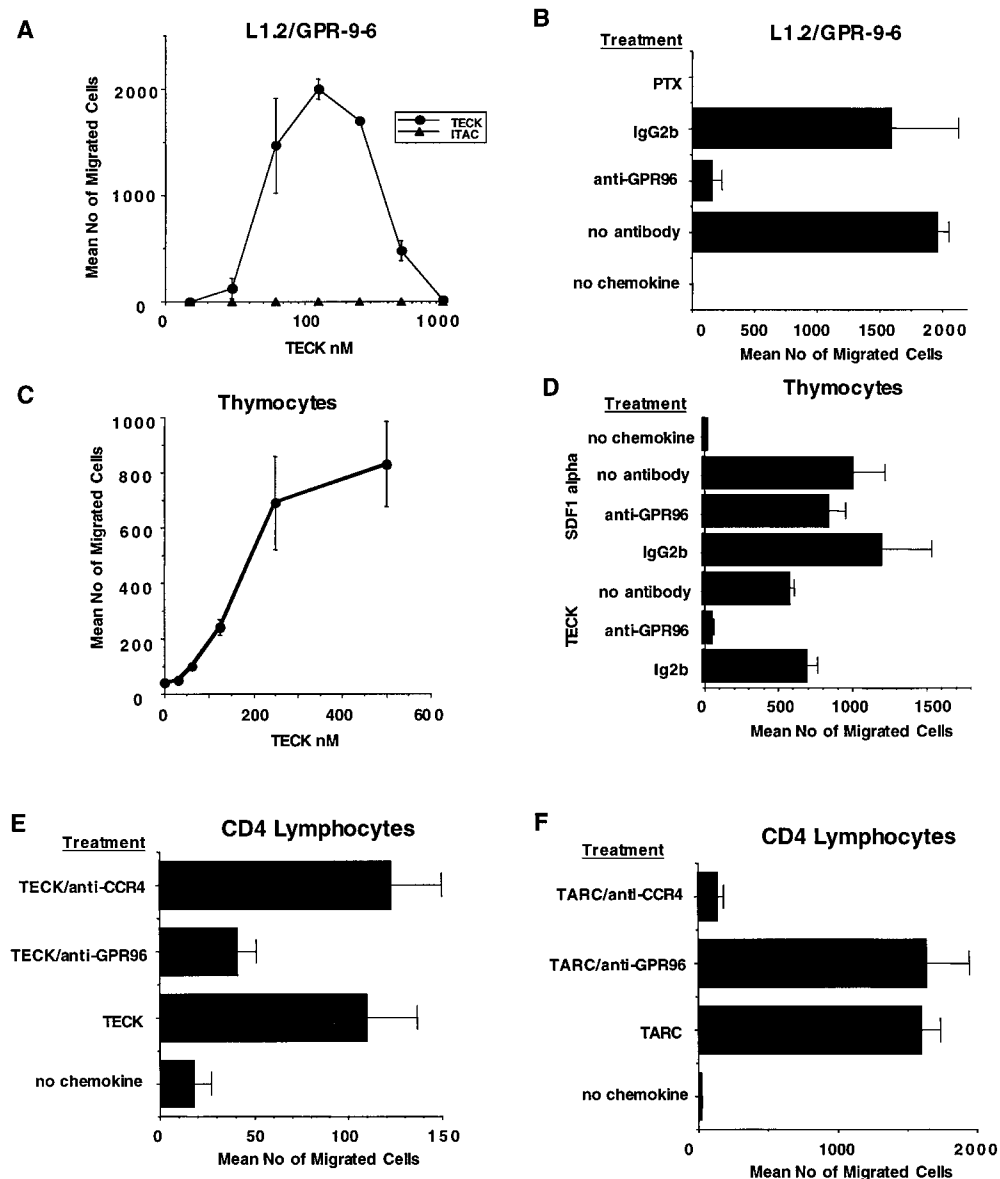 A
L1.2/GPR-9-6
Mean No of Migrated Cells
2000
1000
0
0
100
1000
TECK nM
TECK
ITAC
B
L1.2/GPR-9-6
Treatment
PTX
IgG2b
anti-GPR96
no antibody
no chemokine
0 500 1000 1500 2000
Mean No of Migrated Cells
C
Thymocytes
Mean No of Migrated Cells
1000
800
600
400
200
0
0 200 400 600
TECK nM
D
Thymocytes
Treatment
SDF1 alpha
TECK
no chemokine
no antibody
anti-GPR96
IgG2b
no antibody
anti-GPR96
Ig2b
0 500 1000 1500
Mean No of Migrated Cells
E
CD4 Lymphocytes
Treatment
TECK/anti-CCR4
TECK/anti-GPR96
TECK
no chemokine
0 50 100 150
Mean No of Migrated Cells
F
CD4 Lymphocytes
Treatment
TARC/anti-CCR4
TARC/anti-GPR96
TARC
no chemokine
0 1000 2000
Mean No of Migrated Cells